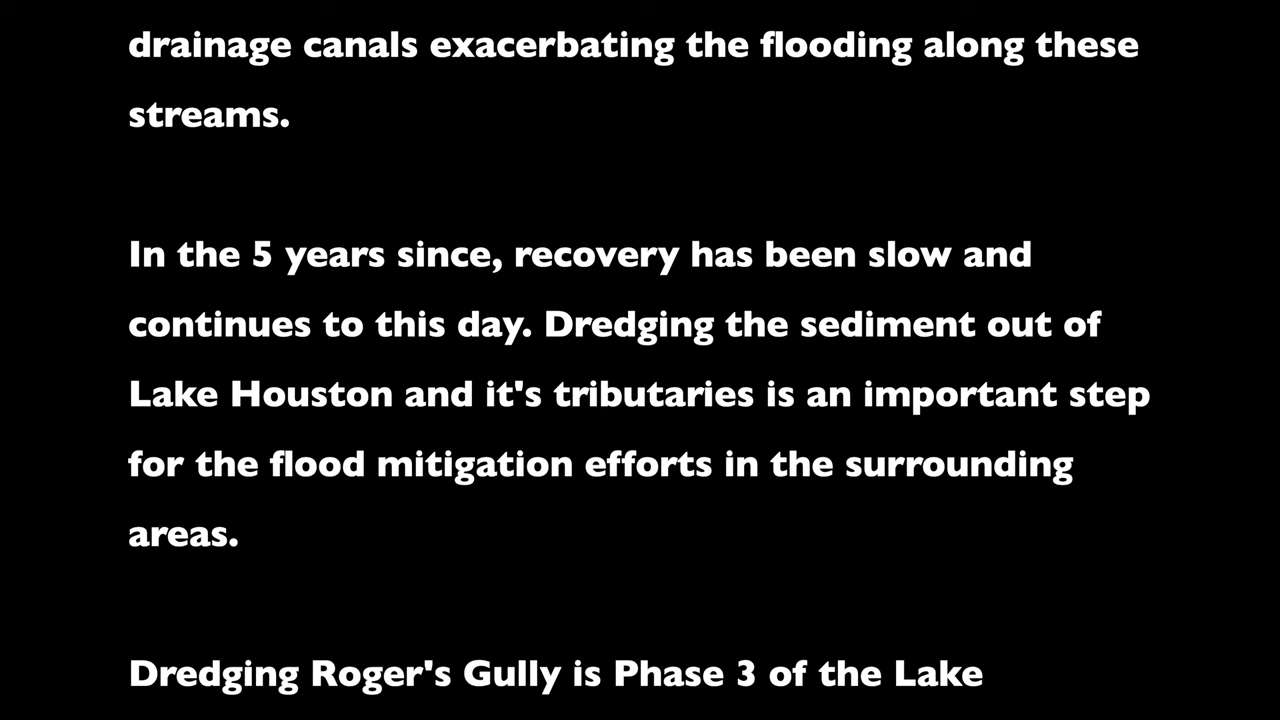 drainage canals exacerbating the flooding along these
streams.
In the 5 years since, recovery has been slow and
continues to this day. Dredging the sediment out of
Lake Houston and it's tributaries is an important step
for the flood mitigation efforts in the surrounding
areas.
Dredging Roger's Gully is Phase 3 of the Lake